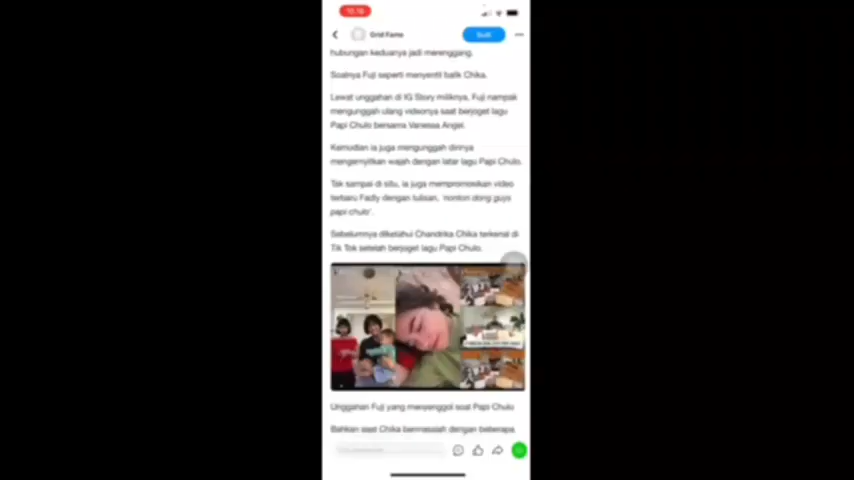 Grid Fame
hubungan keduanya jadi merenggang.
Soalnya Fuji seperti menyentil balik Chika.
Lewat unggahan di IG Story miliknya, Fuji nampak
mengunggah ulang videonya saat berjoget lagu
Papi Chulo bersama Vanessa Angel.
Kemudian ia juga mengunggah dirinya
mengernyitkan wajah dengan latar lagu Papi Chulo.
Tak sampai di situ, ia juga mempromosikan video
terbaru Fadly dengan tulisan, 'nonton dong guys
papi chulo'.
Sebelumnya diketahui Chandrika Chika terkenal di
Tik Tok setelah berjoget lagu Papi Chulo.
Unggahan Fuji yang menyenggol soal Papi Chulo
Bahkan saat Chika bermasalah dengan beberapa